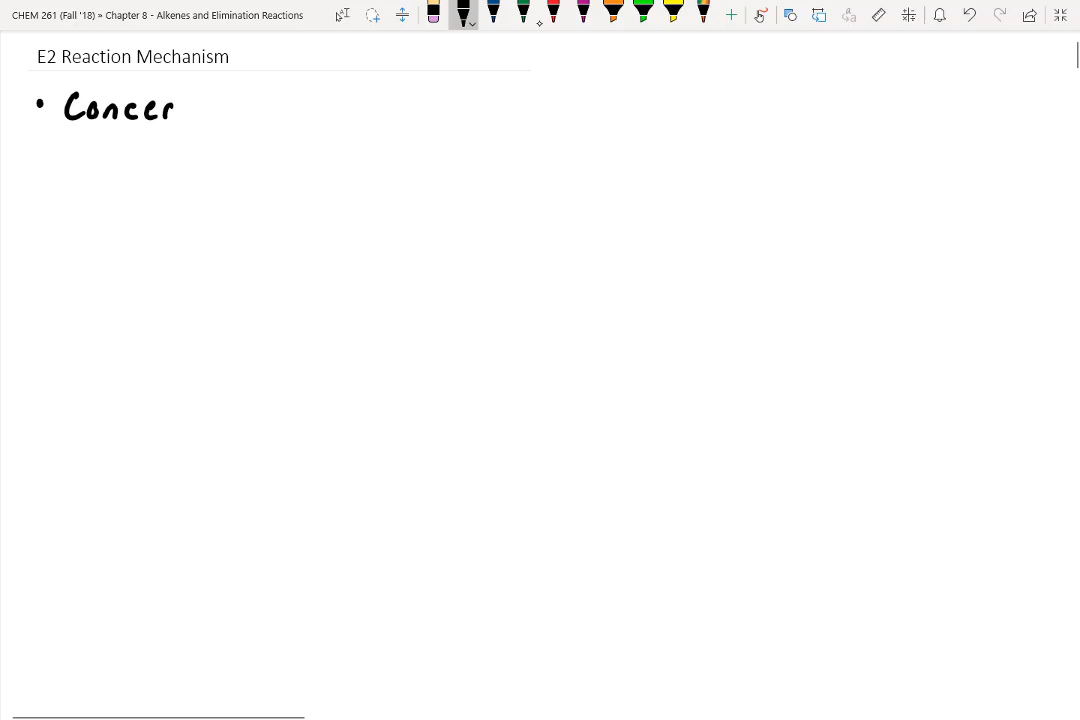 CHEM 261 (Fall '18) » Chapter 8 - Alkenes and Elimination Reactions
E2 Reaction Mechanism
• Concer